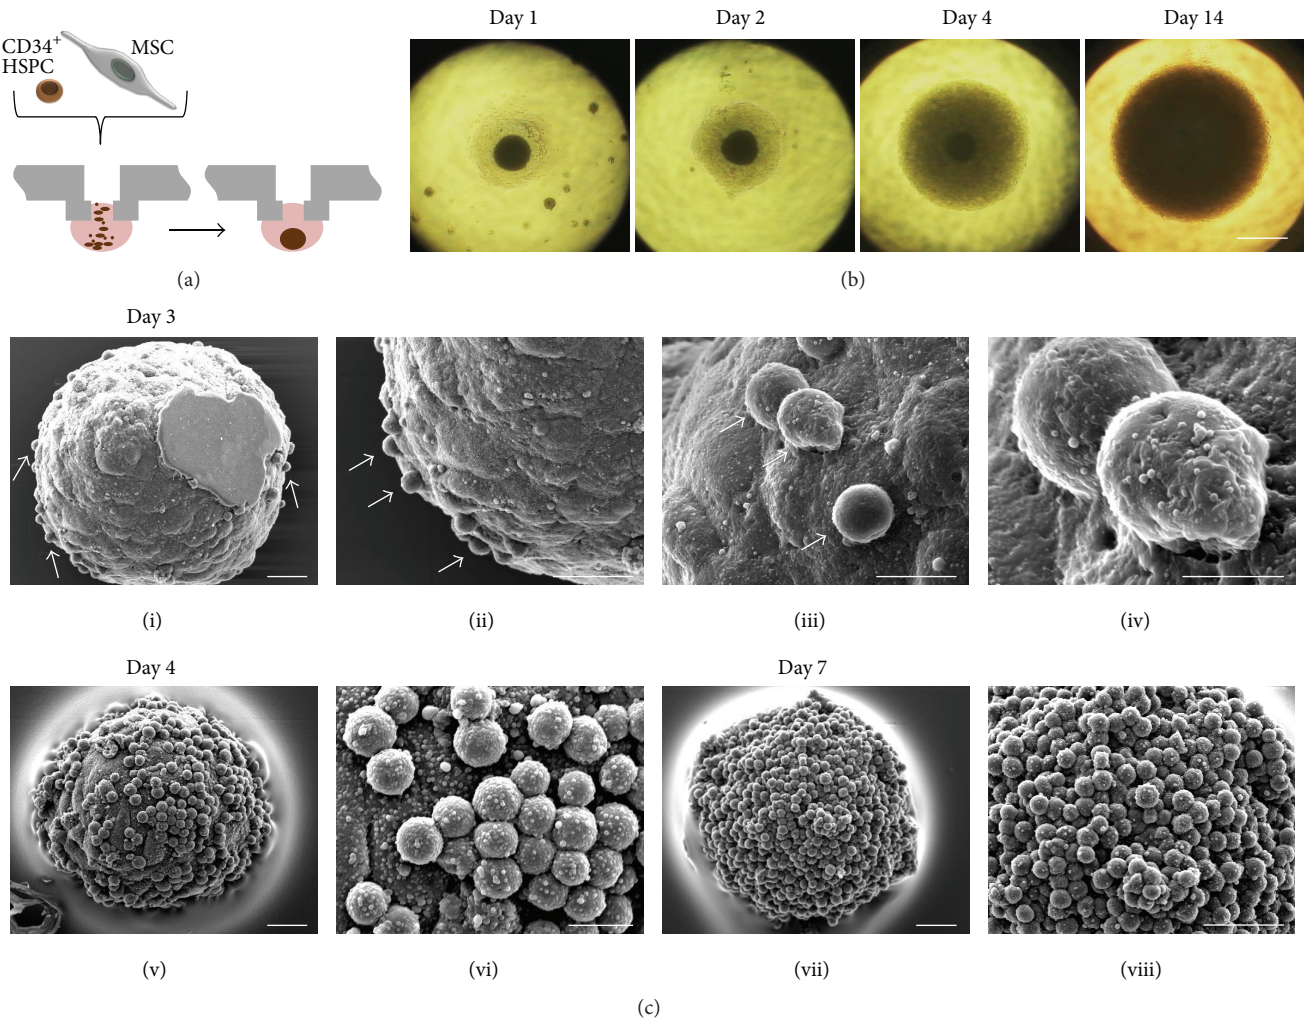 CD34+
HSPC
MSC
(a)
Day 1
Day 2
Day 4
Day 14
(b)
Day 3
(i)
(ii)
(iii)
(iv)
Day 4
Day 7
(v)
(vi)
(vii)
(viii)
(c)